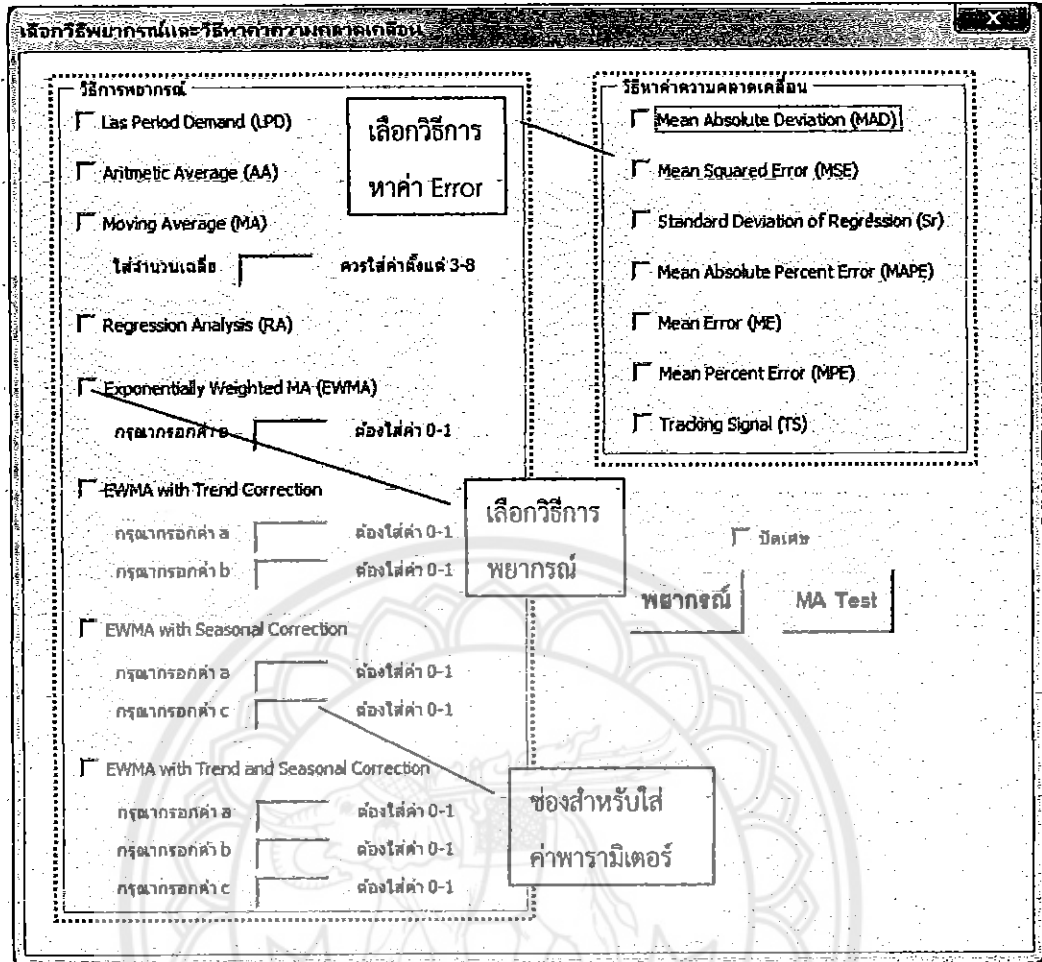 เลือกวิธีพยากรณ์และวิธีหาค่าความคลาดเคลื่อน
X
วิธีการพยากรณ์
Las Period Demand (LPD)
Aritmetic Average (AA)
Moving Average (MA)
ใส่จำนวนเฉลี่ย ควรใส่ค่าตั้งแต่ 3-8
Regression Analysis (RA)
Exponentially Weighted MA (EWMA)
กรุณากรอกค่า a ต้องใส่ค่า 0-1
EWMA with Trend Correction
กรุณากรอกค่า a ต้องใส่ค่า 0-1
กรุณากรอกค่า b ต้องใส่ค่า 0-1
EWMA with Seasonal Correction
กรุณากรอกค่า a ต้องใส่ค่า 0-1
กรุณากรอกค่า c ต้องใส่ค่า 0-1
EWMA with Trend and Seasonal Correction
กรุณากรอกค่า a ต้องใส่ค่า 0-1
กรุณากรอกค่า b ต้องใส่ค่า 0-1
กรุณากรอกค่า c ต้องใส่ค่า 0-1
เลือกวิธีการ
หาค่า Error
วิธีหาค่าความคลาดเคลื่อน
Mean Absolute Deviation (MAD)
Mean Squared Error (MSE)
Standard Deviation of Regression (Sr)
Mean Absolute Percent Error (MAPE)
Mean Error (ME)
Mean Percent Error (MPE)
Tracking Signal (TS)
เลือกวิธีการ
พยากรณ์
ปัดเศษ
พยากรณ์
MA Test
ช่องสำหรับใส่
ค่าพารามิเตอร์